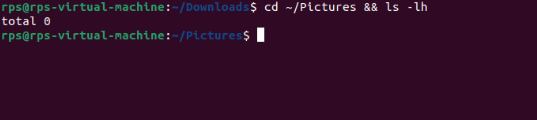 rps@rps-virtual-machine:~/Downloads$ cd ~/Pictures && ls -lh
total 0
rps@rps-virtual-machine:~/Pictures$